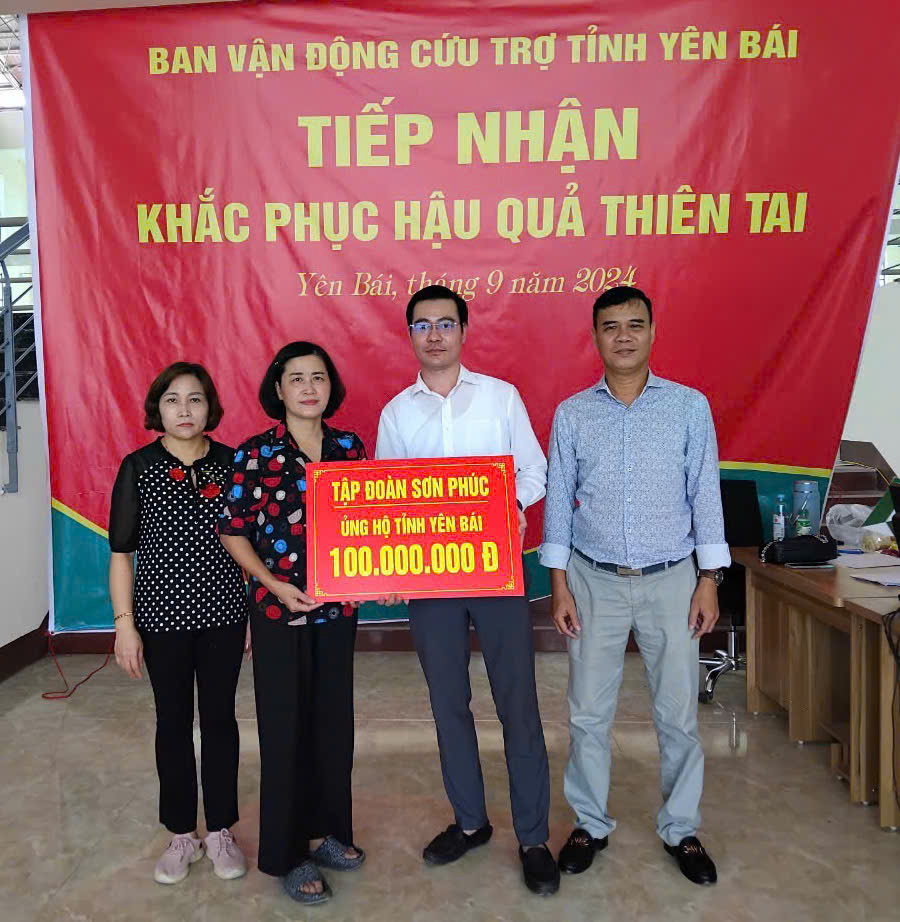 BAN VẬN ĐỘNG CỨU TRỢ TỈNH YÊN BÁI
TIẾP NHẬN
KHẮC PHỤC HẬU QUẢ THIÊN TAI
Yên Bái, tháng 9 năm 2024
TẬP ĐOÀN SƠN PHÚC
ỦNG HỘ TỈNH YÊN BÁI
100.000.000 Đ